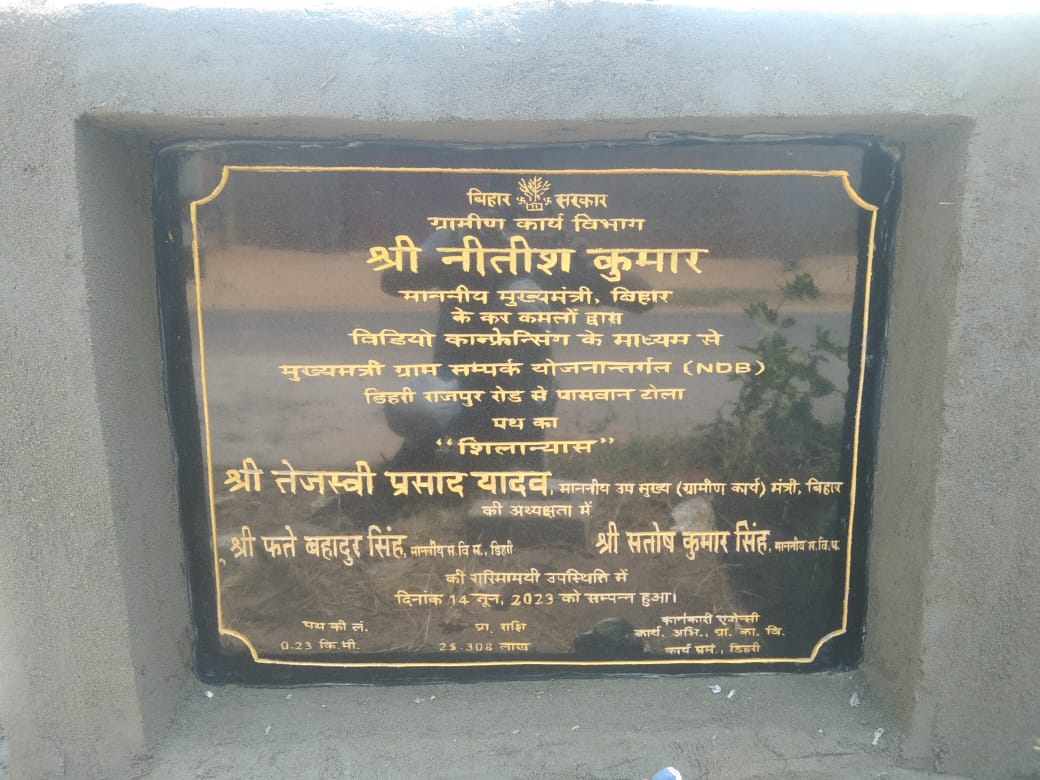 बिहार सरकार
ग्रामीण कार्य विभाग
श्री नीतीश कुमार
माननीय मुख्यमंत्री, बिहार
के कर कमलों द्वारा
विडियो कान्फ्रेन्सिंग के माध्यम से
मुख्यमंत्री ग्राम सम्पर्क योजनान्तर्गत (NDB)
डिहरी राजपुर रोड से पासवान टोला
पथ का
“शिलान्यास”
श्री तेजस्वी प्रसाद यादव, माननीय उप मुख्य (ग्रामीण कार्य) मंत्री, बिहार
की अध्यक्षता में
श्री फते बहादुर सिंह, माननीय स.वि.स., डिहरी श्री सतोष कुमार सिंह, माननीय स.वि.प.
की गरिमामयी उपस्थिति में
दिनांक 14 जून, 2023 को सम्पन्न हुआ।
पथ की लं. प्रा. राशि कार्यकारी एजेन्सी
0.23 कि.मी. 25.308 लाख कार्य. अभि., ग्रा. का. वि.
कार्य प्रमं., डिहरी